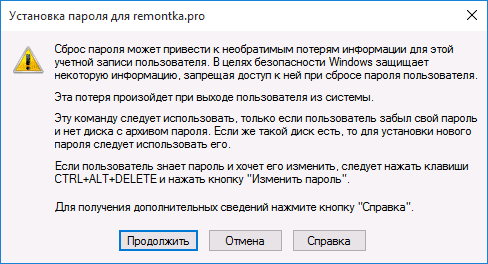 Установка пароля для remontka.pro
Сброс пароля может привести к необратимым потерям информации для этой
учетной записи пользователя. В целях безопасности Windows защищает
некоторую информацию, запрещая доступ к ней при сбросе пароля пользователя.
Эта потеря произойдет при выходе пользователя из системы.
Эту команду следует использовать, только если пользователь забыл свой пароль
и нет диска с архивом пароля. Если же такой диск есть, то для установки нового
пароля следует использовать его.
Если пользователь знает пароль и хочет его изменить, следует нажать клавиши
CTRL+ALT+DELETE и нажать кнопку "Изменить пароль".
Для получения дополнительных сведений нажмите кнопку "Справка".
Продолжить Отмена Справка